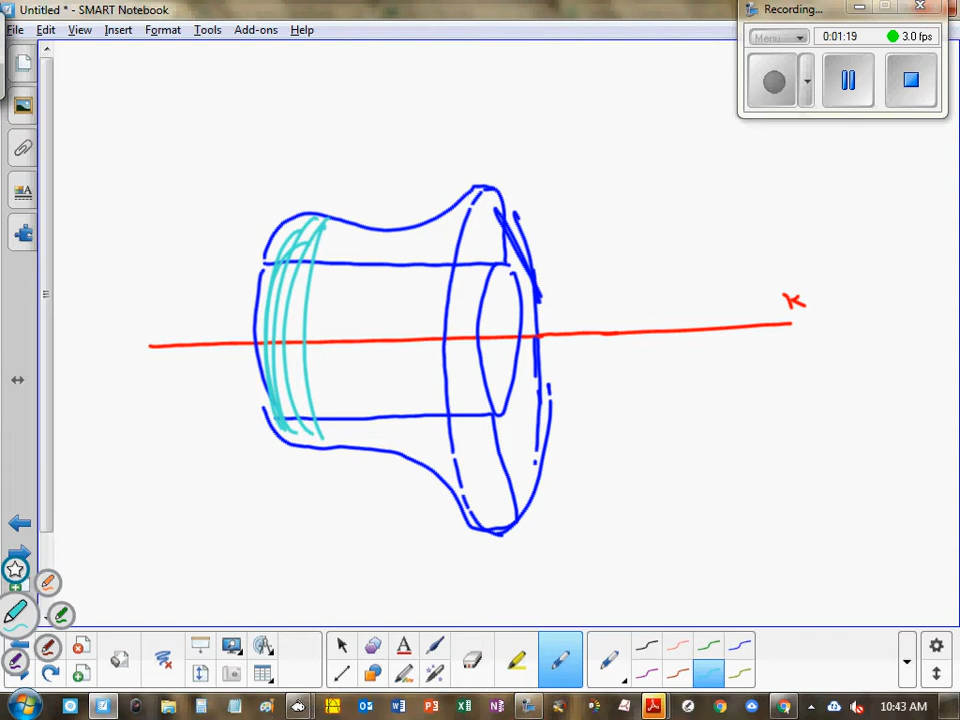 Untitled * - SMART Notebook
Recording...
File Edit View Insert Format Tools Add-ons Help
Menu
0:01:19
3.0 fps
x
10:43 AM